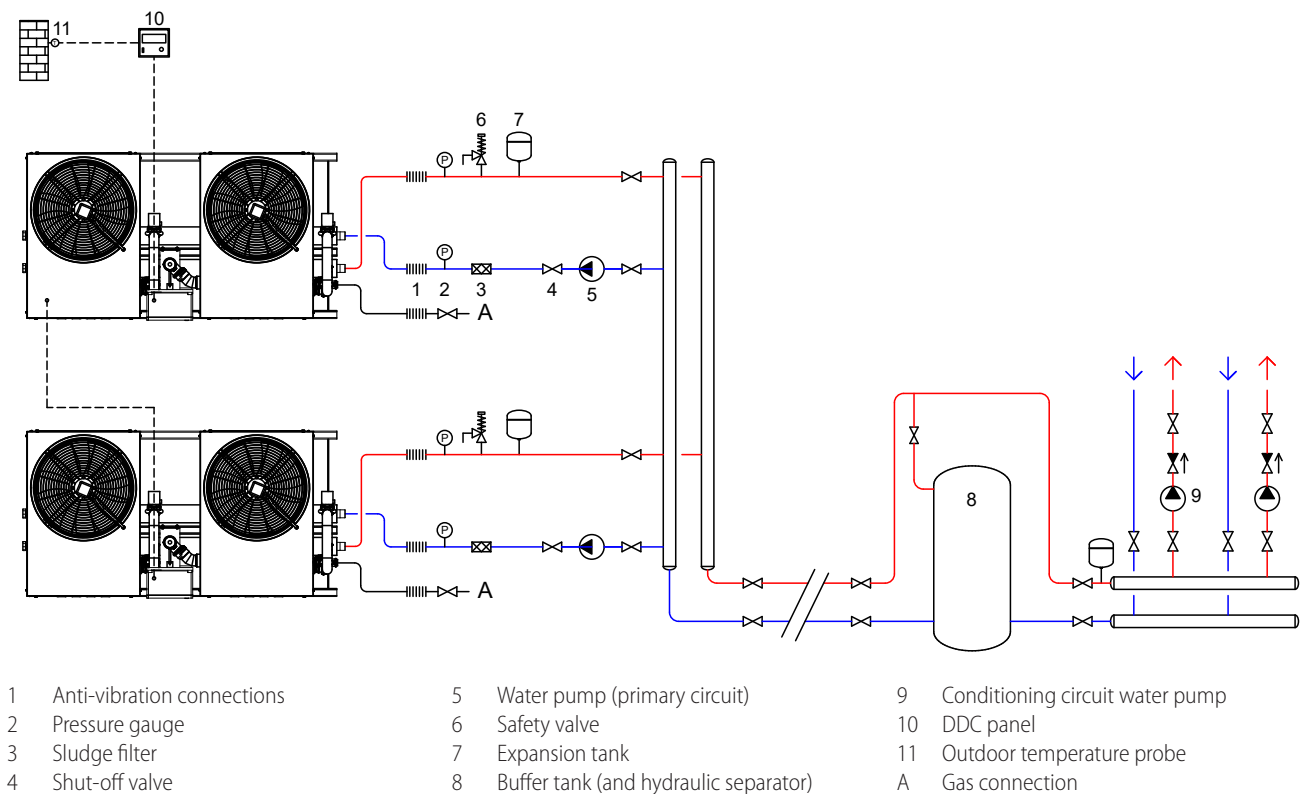 11
10
6
7
P
P
1
2
3
4
5
A
P
P
A
8
9
1 Anti-vibration connections
2 Pressure gauge
3 Sludge filter
4 Shut-off valve
5 Water pump (primary circuit)
6 Safety valve
7 Expansion tank
8 Buffer tank (and hydraulic separator)
9 Conditioning circuit water pump
10 DDC panel
11 Outdoor temperature probe
A Gas connection